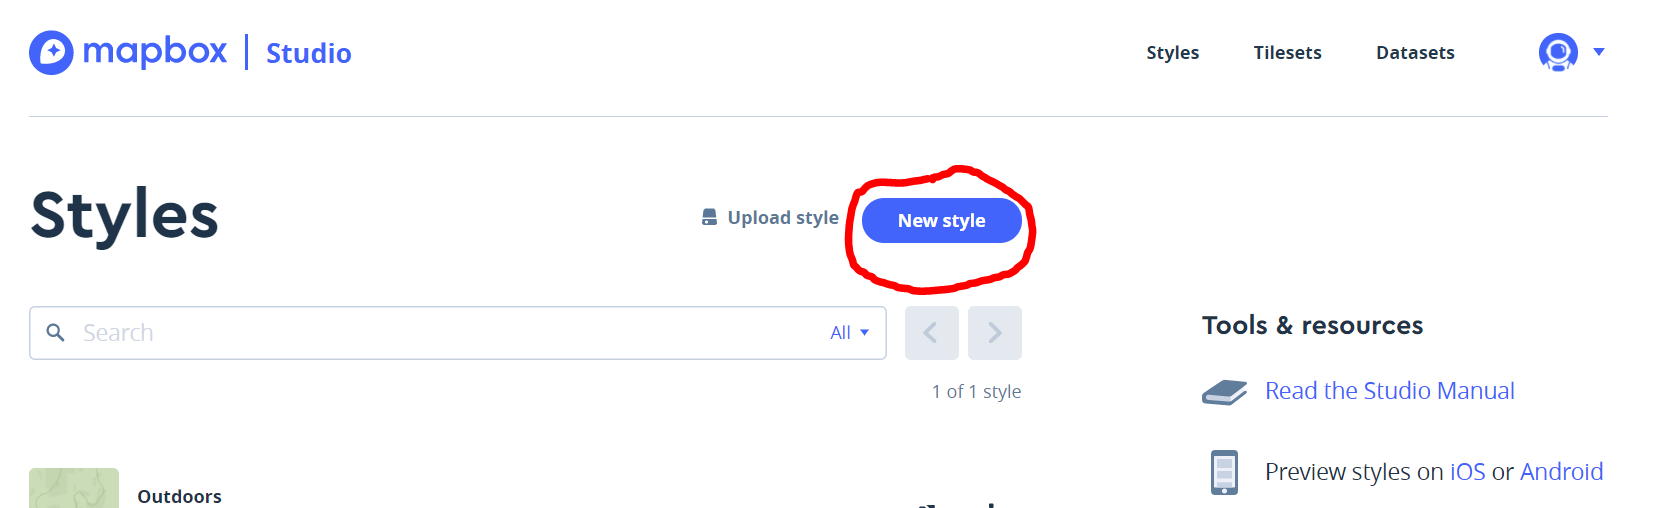 mapbox | Studio
Styles Tilesets Datasets
Styles
Upload style
New style
Search
All
1 of 1 style
Outdoors
Tools & resources
Read the Studio Manual
Preview styles on iOS or Android